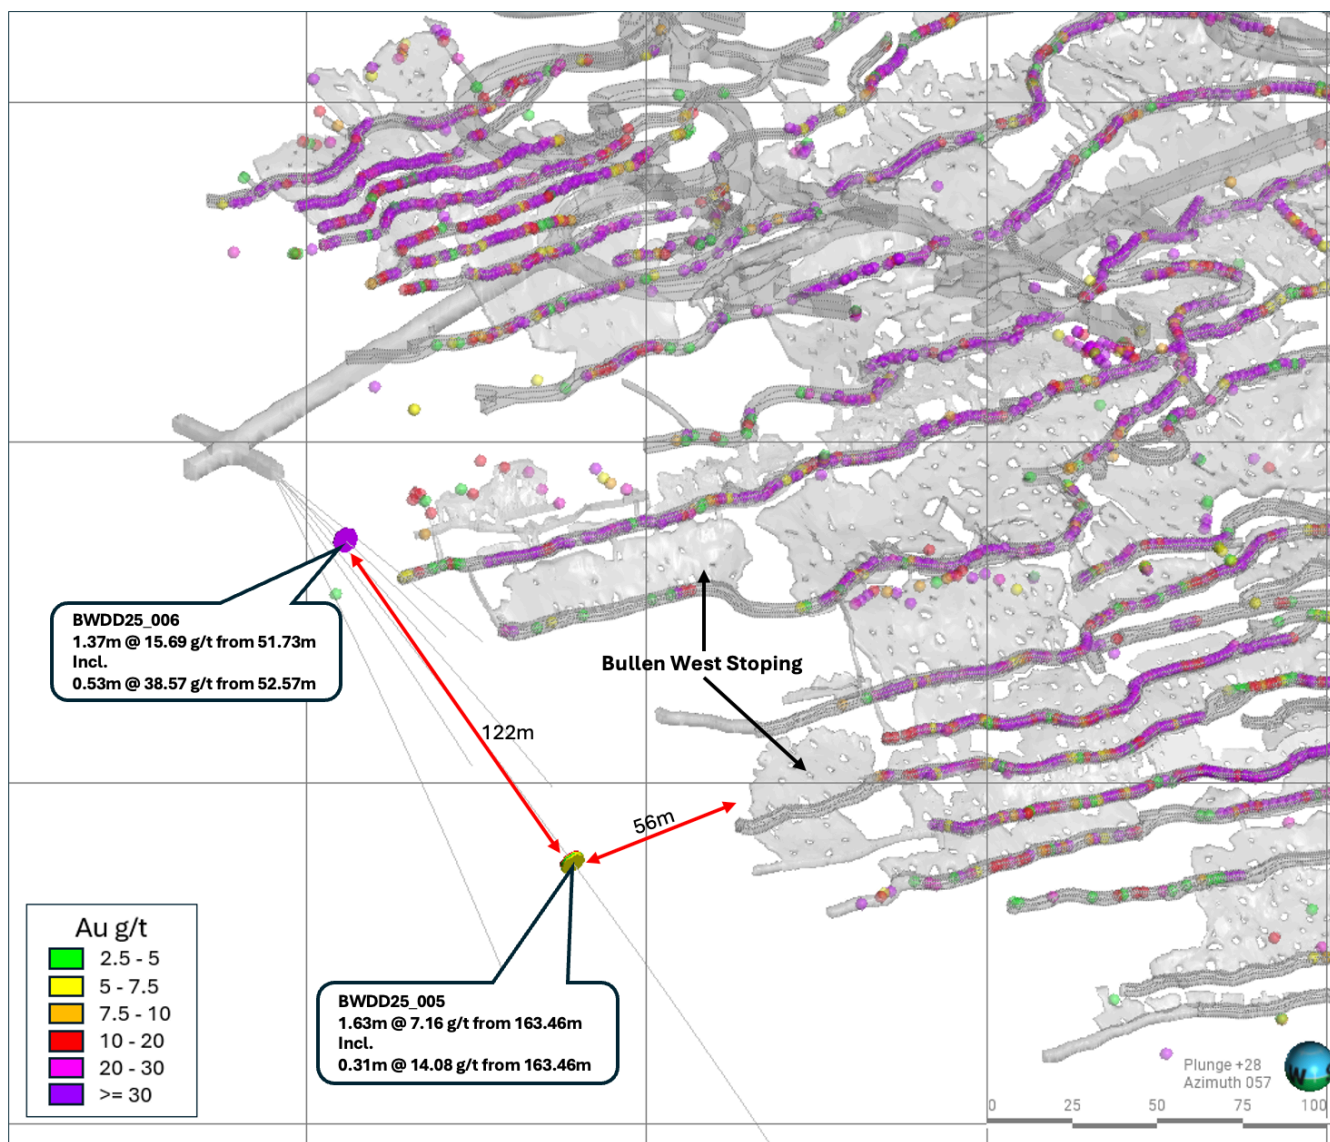 BWDD25_006
1.37m @ 15.69 g/t from 51.73m
Incl.
0.53m @ 38.57 g/t from 52.57m
Bullen West Stoping
122m
56m
BWDD25_005
1.63m @ 7.16 g/t from 163.46m
Incl.
0.31m @ 14.08 g/t from 163.46m
Au g/t
2.5 - 5
5 - 7.5
7.5 - 10
10 - 20
20 - 30
>= 30
Plunge +28
Azimuth 057
W S
0 25 50 75 100